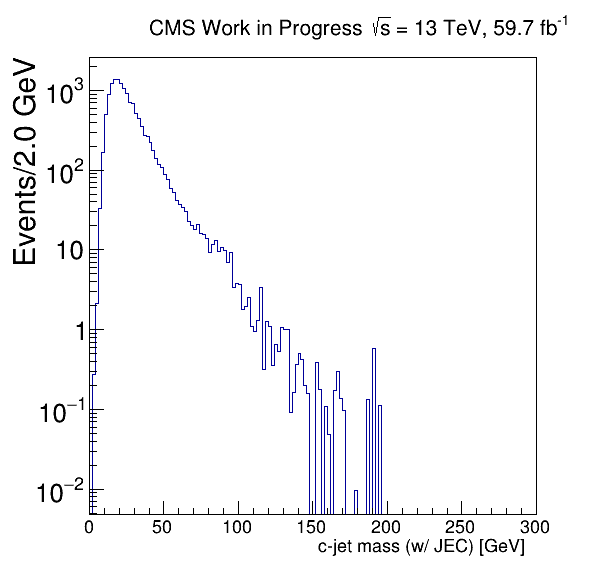 CMS Work in Progress √s = 13 TeV, 59.7 fb⁻¹
Events/2.0 GeV
10³
10²
10
1
10⁻¹
10⁻²
0 50 100 150 200 250 300
c-jet mass (w/ JEC) [GeV]